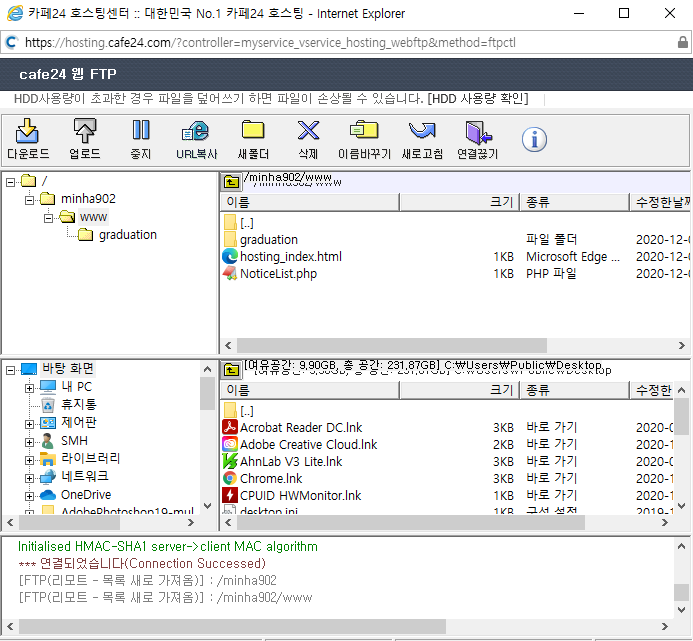 카페24 호스팅센터 :: 대한민국 No.1 카페24 호스팅 - Internet Explorer
https://hosting.cafe24.com/?controller=myservice_vservice_hosting_webftp&method=ftpctl
cafe24 웹 FTP
HDD사용량이 초과한 경우 파일을 덮어쓰기 하면 파일이 손상될 수 있습니다. [HDD 사용량 확인]
다운로드 업로드 중지 URL복사 새폴더 삭제 이름바꾸기 새로고침 연결끊기
/
minha902
www
graduation
/minha902/www
이름 크기 종류 수정한날짜
[..]
graduation 파일 폴더 2020-12-0
hosting_index.html 1KB Microsoft Edge ... 2020-12-0
NoticeList.php 1KB PHP 파일 2020-12-0
바탕 화면
내 PC
휴지통
제어판
SMH
라이브러리
네트워크
OneDrive
AdobePhotoshop19-mul
[여유공간: 9,90GB, 총 공간: 231,87GB] C:₩Users₩Public₩Desktop
이름 크기 종류 수정한
[..]
Acrobat Reader DC.lnk 3KB 바로 가기 2020-0
Adobe Creative Cloud.lnk 2KB 바로 가기 2020-0
AhnLab V3 Lite.lnk 3KB 바로 가기 2020-0
Chrome.lnk 3KB 바로 가기 2020-1
CPUID HWMonitor.lnk 1KB 바로 가기 2020-1
desktop.ini 1KB 구성 설정 2019-1
Initialised HMAC-SHA1 server->client MAC algorithm
*** 연결되었습니다(Connection Successed)
[FTP(리모트 - 목록 새로 가져옴)] : /minha902
[FTP(리모트 - 목록 새로 가져옴)] : /minha902/www